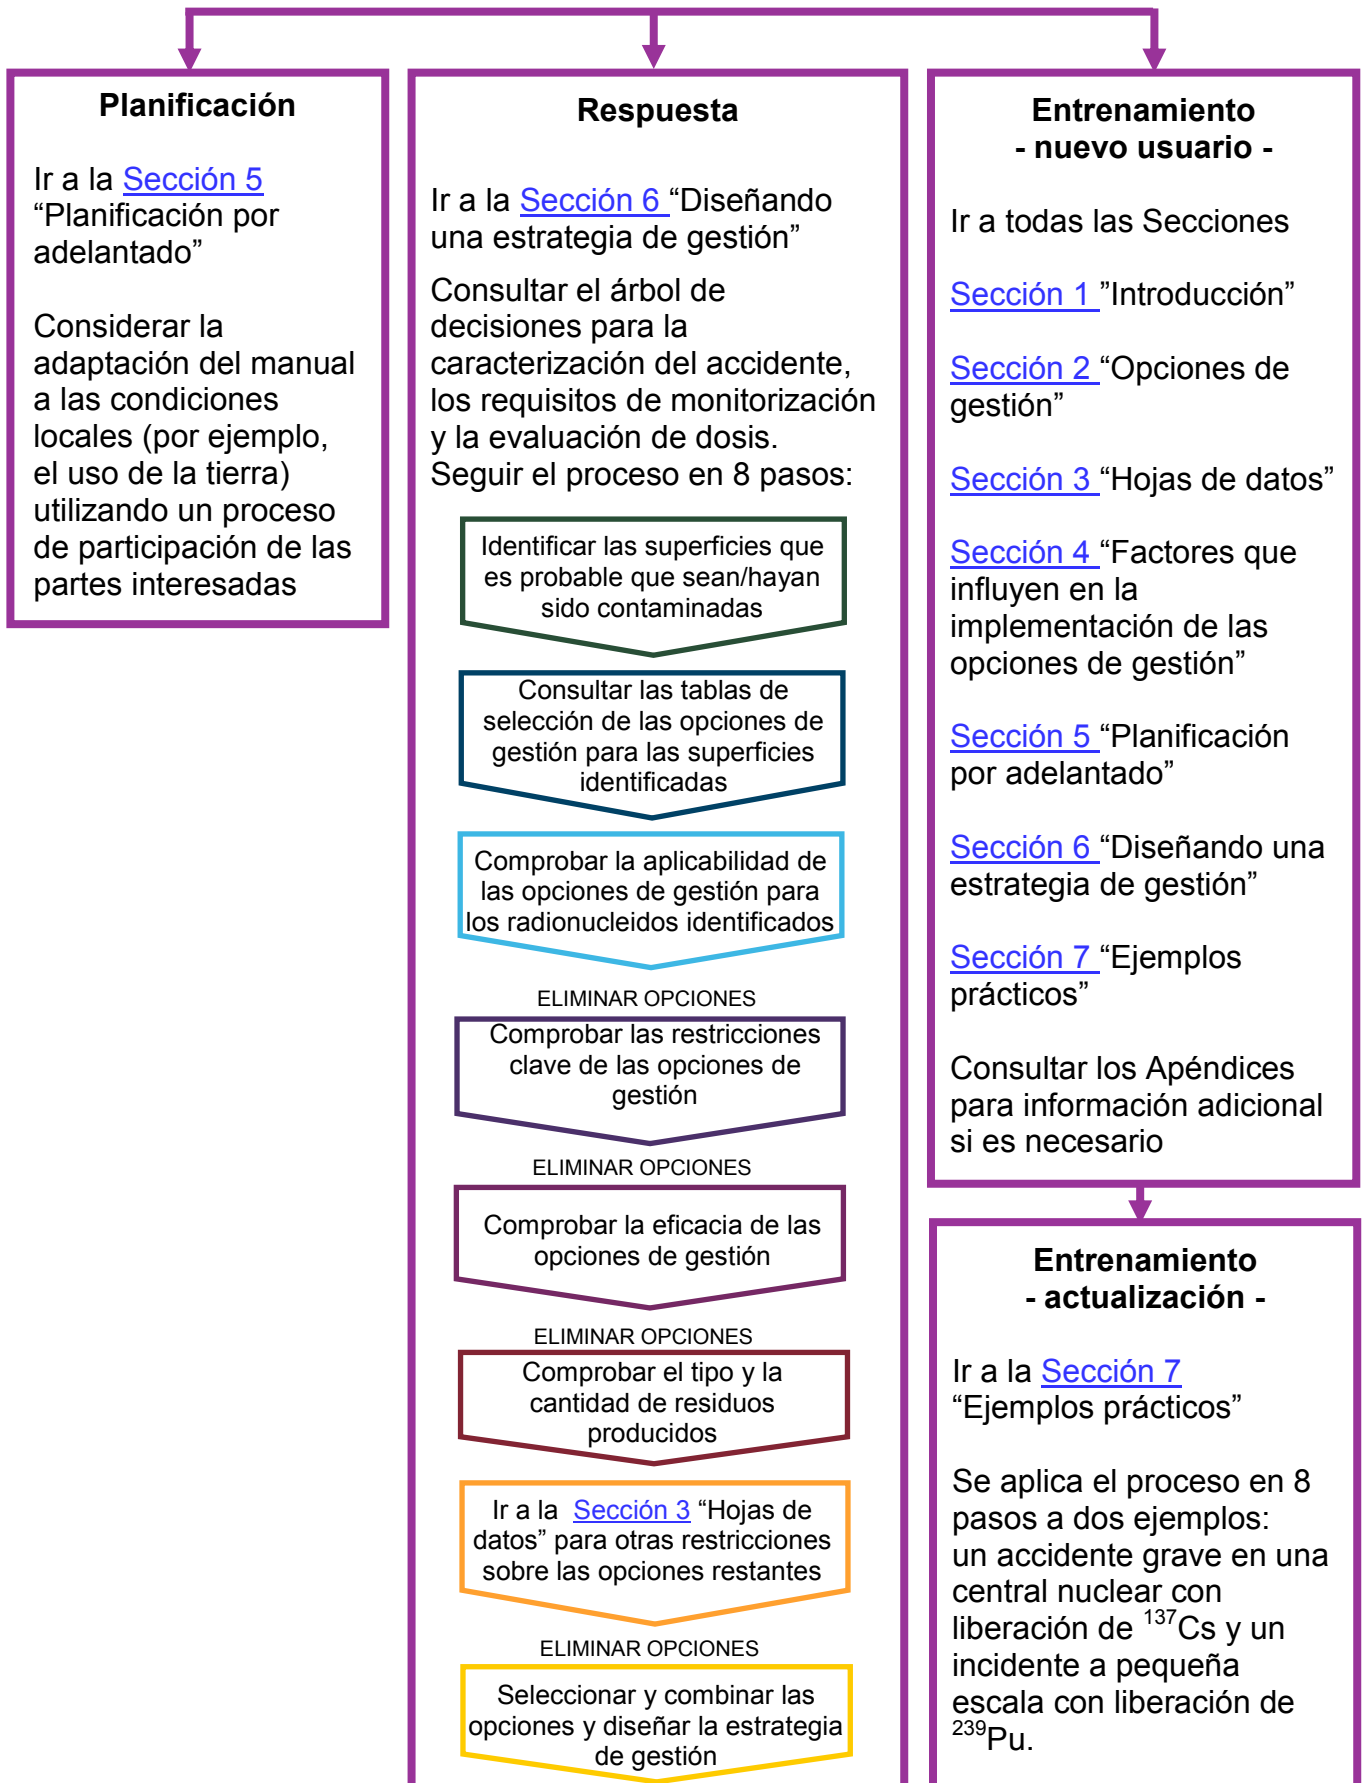 Planificación
Ir a la Sección 5
“Planificación por
adelantado”
Considerar la
adaptación del manual
a las condiciones
locales (por ejemplo,
el uso de la tierra)
utilizando un proceso
de participación de las
partes interesadas
Respuesta
Ir a la Sección 6 “Diseñando
una estrategia de gestión”
Consultar el árbol de
decisiones para la
caracterización del accidente,
los requisitos de monitorización
y la evaluación de dosis.
Seguir el proceso en 8 pasos:
Identificar las superficies que
es probable que sean/hayan
sido contaminadas
Consultar las tablas de
selección de las opciones de
gestión para las superficies
identificadas
Comprobar la aplicabilidad de
las opciones de gestión para
los radionucleidos identificados
ELIMINAR OPCIONES
Comprobar las restricciones
clave de las opciones de
gestión
ELIMINAR OPCIONES
Comprobar la eficacia de las
opciones de gestión
ELIMINAR OPCIONES
Comprobar el tipo y la
cantidad de residuos
producidos
Ir a la Sección 3 “Hojas de
datos” para otras restricciones
sobre las opciones restantes
ELIMINAR OPCIONES
Seleccionar y combinar las
opciones y diseñar la estrategia
de gestión
Entrenamiento
- nuevo usuario -
Ir a todas las Secciones
Sección 1 ”Introducción”
Sección 2 “Opciones de
gestión”
Sección 3 “Hojas de datos”
Sección 4 “Factores que
influyen en la
implementación de las
opciones de gestión”
Sección 5 “Planificación
por adelantado”
Sección 6 “Diseñando una
estrategia de gestión”
Sección 7 “Ejemplos
prácticos”
Consultar los Apéndices
para información adicional
si es necesario
Entrenamiento
- actualización -
Ir a la Sección 7
“Ejemplos prácticos”
Se aplica el proceso en 8
pasos a dos ejemplos:
un accidente grave en una
central nuclear con
liberación de ¹³⁷Cs y un
incidente a pequeña
escala con liberación de
²³⁹Pu.